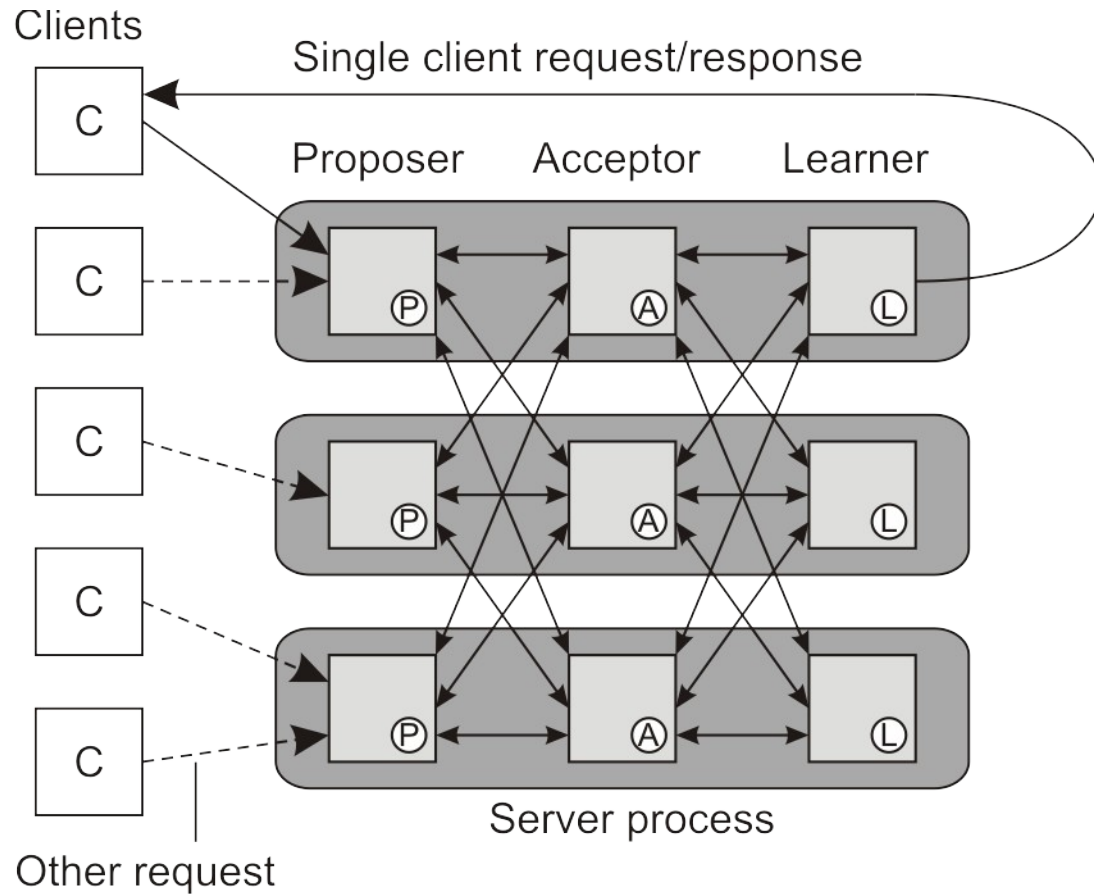 Clients
Single client request/response
C
Proposer Acceptor Learner
C
P A L
C
P A L
C
C
P A L
Server process
Other request